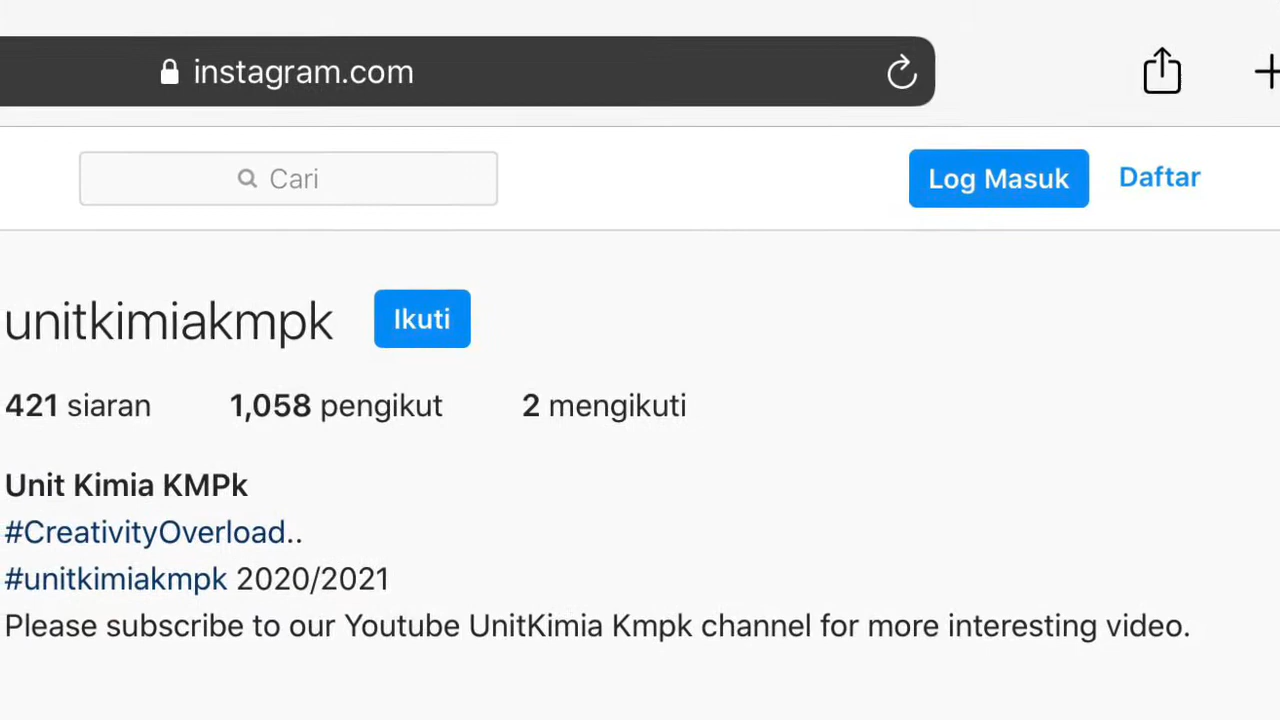 instagram.com
Cari
Log Masuk
Daftar
unitkimiakmpk
Ikuti
421 siaran 1,058 pengikut 2 mengikuti
Unit Kimia KMPk
#CreativityOverload..
#unitkimiakmpk 2020/2021
Please subscribe to our Youtube UnitKimia Kmpk channel for more interesting video.